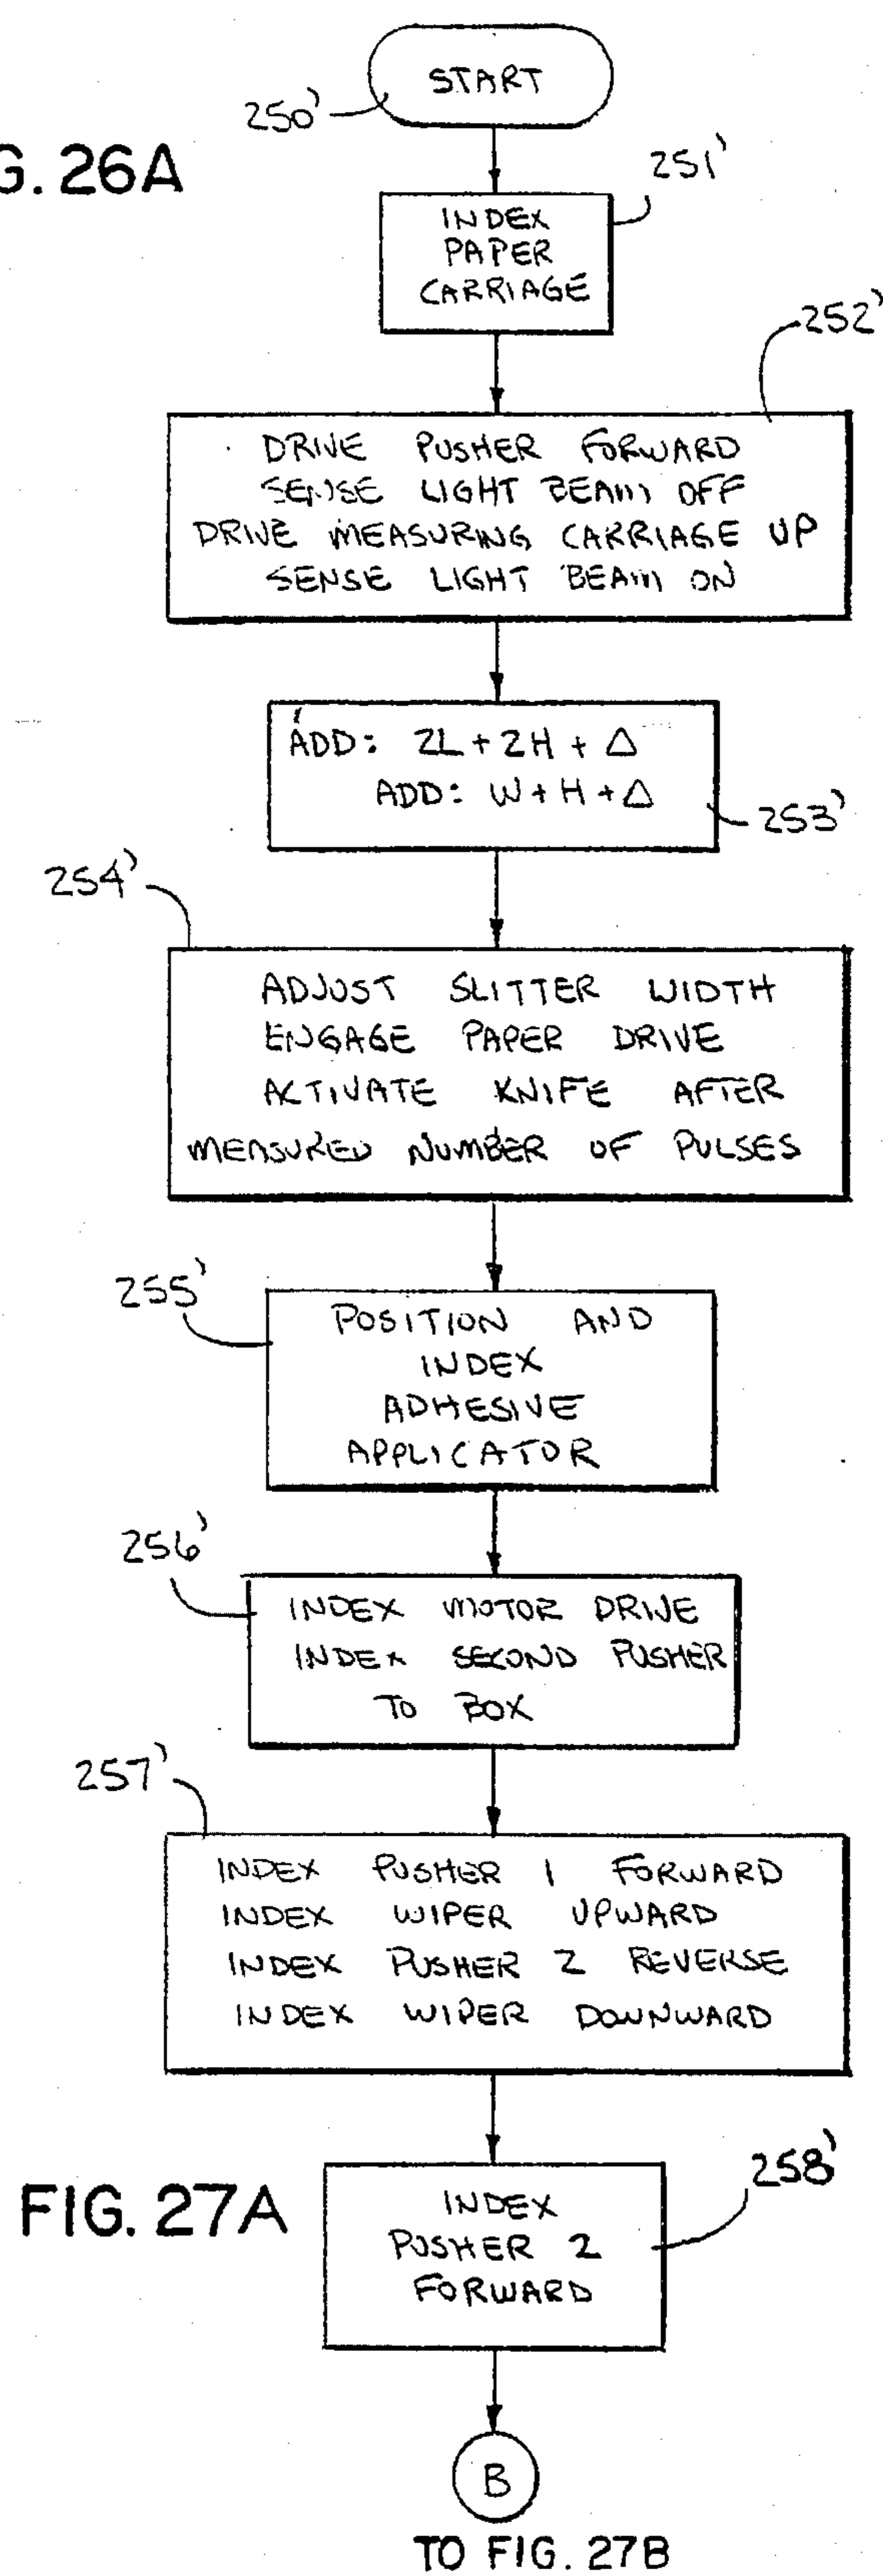 START
250'
G. 26A
251'
INDEX
PAPER
CARRIAGE
252'
DRIVE PUSHER FORWARD
SENSE LIGHT BEAM OFF
DRIVE MEASURING CARRIAGE UP
SENSE LIGHT BEAM ON
ADD: 2L + 2H + Δ
ADD: W + H + Δ
253'
254'
ADJUST SLITTER WIDTH
ENGAGE PAPER DRIVE
ACTIVATE KNIFE AFTER
MEASURED NUMBER OF PULSES
255'
POSITION AND
INDEX
ADHESIVE
APPLICATOR
256'
INDEX MOTOR DRIVE
INDEX SECOND PUSHER
TO BOX
257'
INDEX PUSHER 1 FORWARD
INDEX WIPER UPWARD
INDEX PUSHER 2 REVERSE
INDEX WIPER DOWNWARD
258'
FIG. 27A
INDEX
PUSHER 2
FORWARD
B
TO FIG. 27B